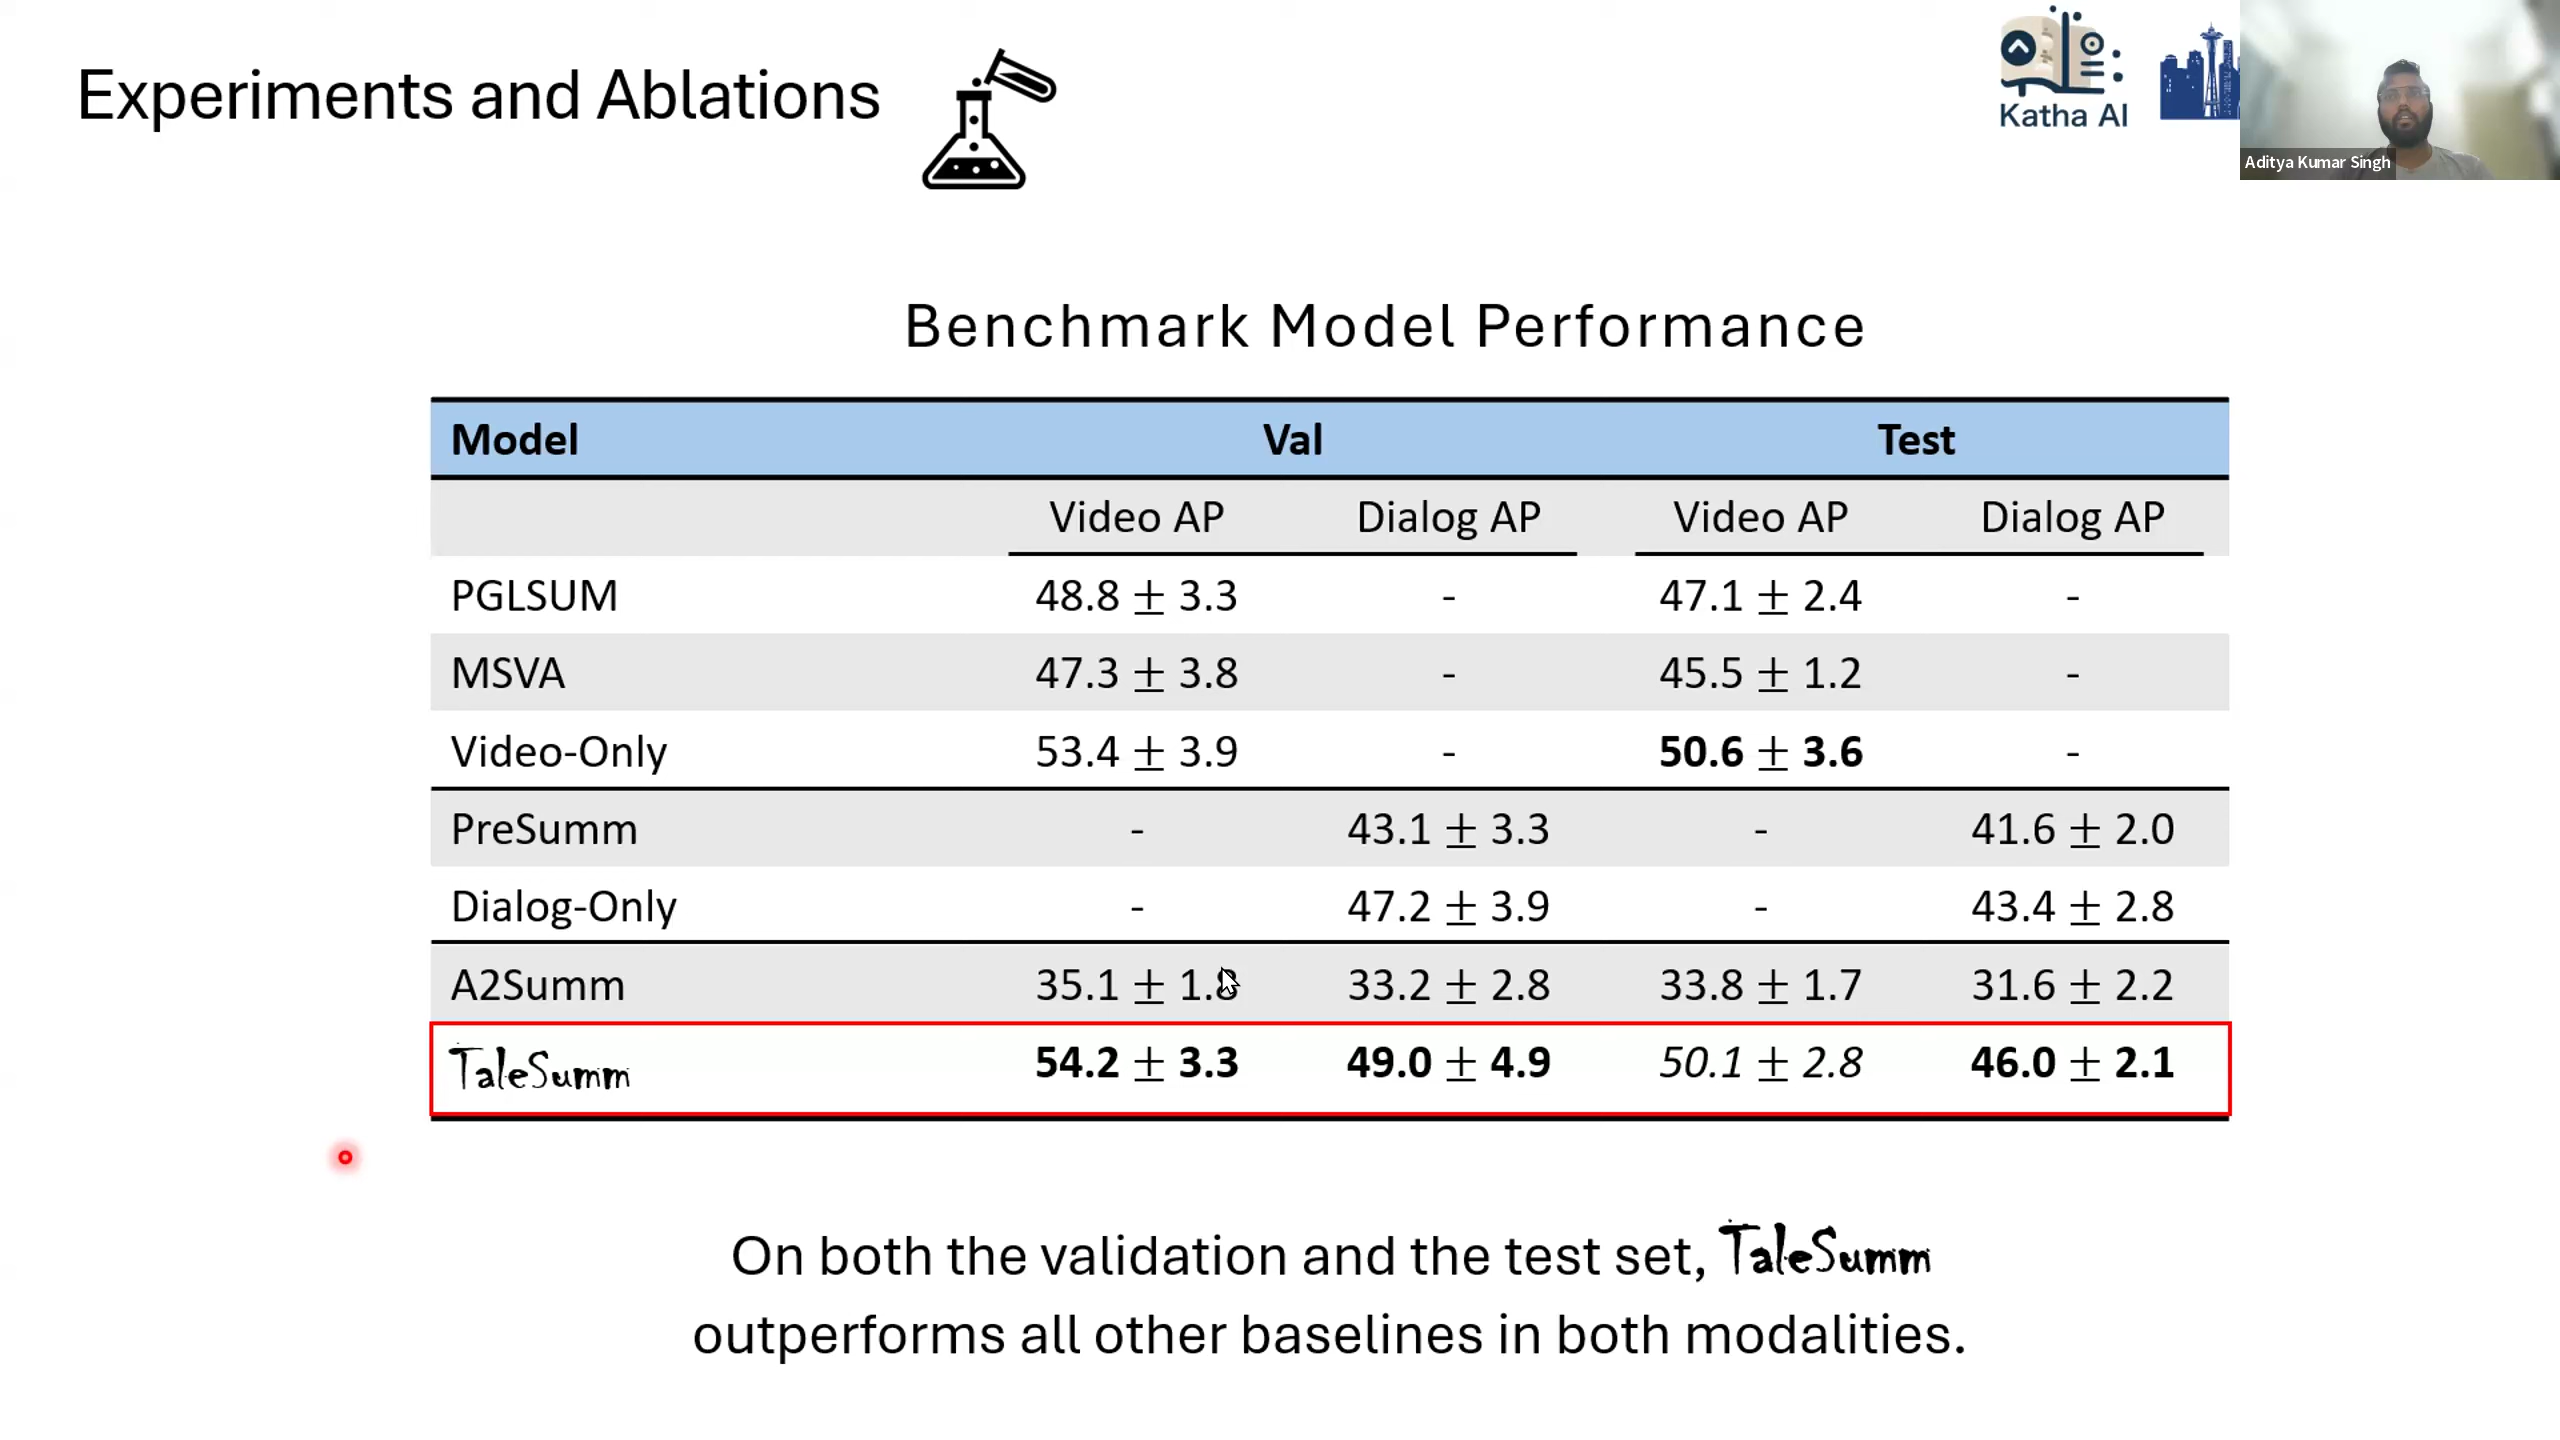 Experiments and Ablations
Katha AI
Aditya Kumar Singh
Benchmark Model Performance
Model Val Test
Video AP Dialog AP Video AP Dialog AP
PGLSUM 48.8 ± 3.3 - 47.1 ± 2.4 -
MSVA 47.3 ± 3.8 - 45.5 ± 1.2 -
Video-Only 53.4 ± 3.9 - 50.6 ± 3.6 -
PreSumm - 43.1 ± 3.3 - 41.6 ± 2.0
Dialog-Only - 47.2 ± 3.9 - 43.4 ± 2.8
A2Summ 35.1 ± 1.8 33.2 ± 2.8 33.8 ± 1.7 31.6 ± 2.2
TaleSumm 54.2 ± 3.3 49.0 ± 4.9 50.1 ± 2.8 46.0 ± 2.1
On both the validation and the test set, TaleSumm
outperforms all other baselines in both modalities.